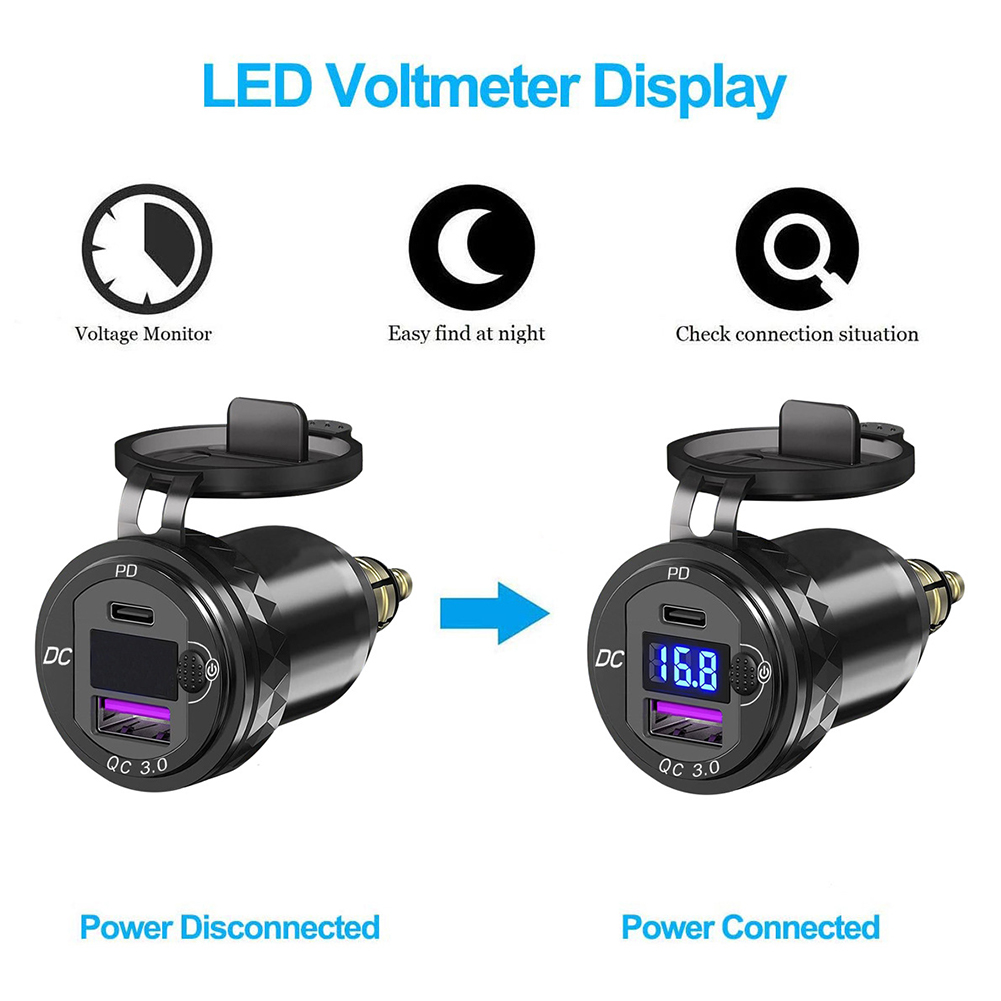 LED Voltmeter Display
Voltage Monitor
Easy find at night
Check connection situation
PD
DC
QC 3.0
PD
DC
16.8
QC 3.0
Power Disconnected
Power Connected